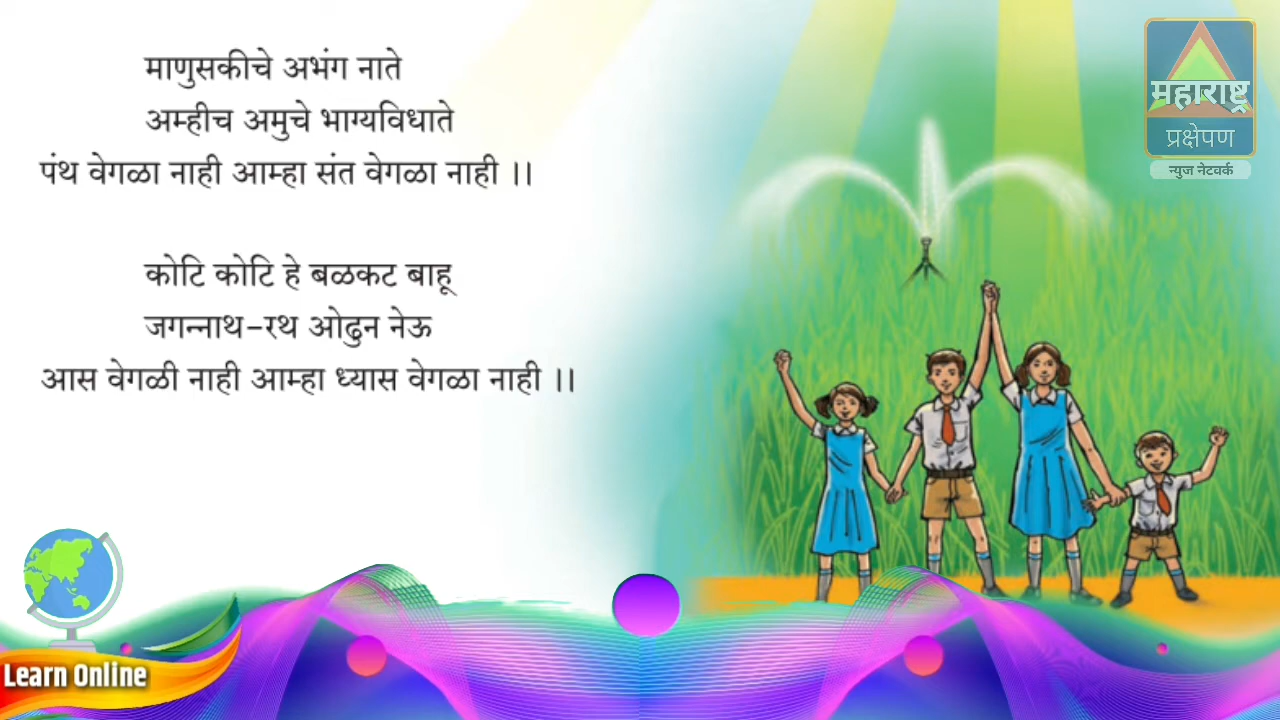 माणुसकीचे अभंग नाते
अम्हीच अमुचे भाग्यविधाते
पंथ वेगळा नाही आम्हा संत वेगळा नाही ।।
कोटि कोटि हे बळकट बाहू
जगन्नाथ-रथ ओढुन नेऊ
आस वेगळी नाही आम्हा ध्यास वेगळा नाही ।।
महाराष्ट्र
प्रक्षेपण
न्युज नेटवर्क
Learn Online